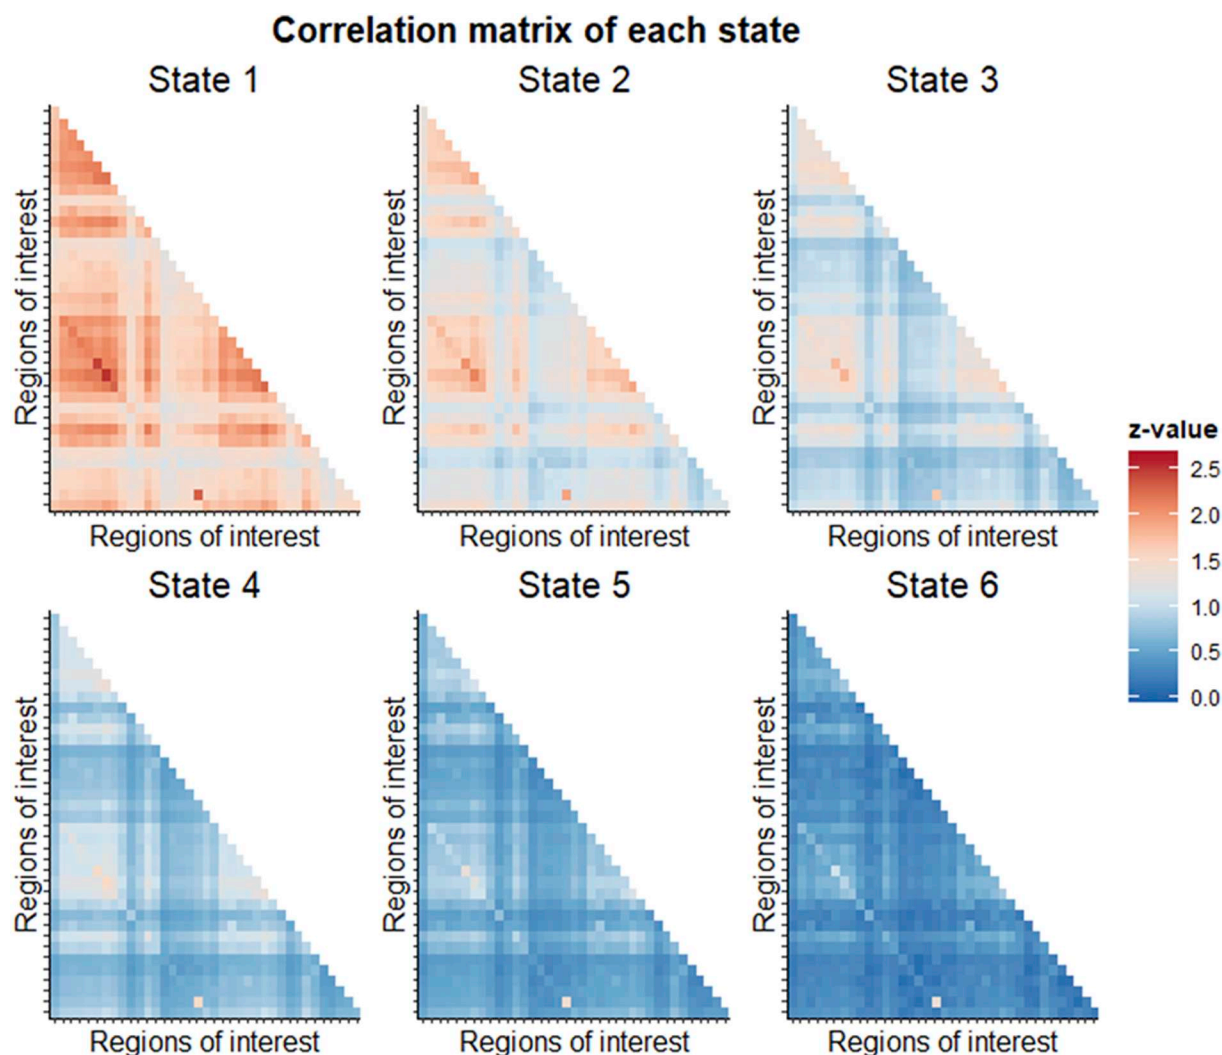 Correlation matrix of each state
State 1
State 2
State 3
Regions of interest
Regions of interest
Regions of interest
Regions of interest
Regions of interest
Regions of interest
z-value
2.5
2.0
1.5
1.0
0.5
0.0
State 4
State 5
State 6
Regions of interest
Regions of interest
Regions of interest
Regions of interest
Regions of interest
Regions of interest